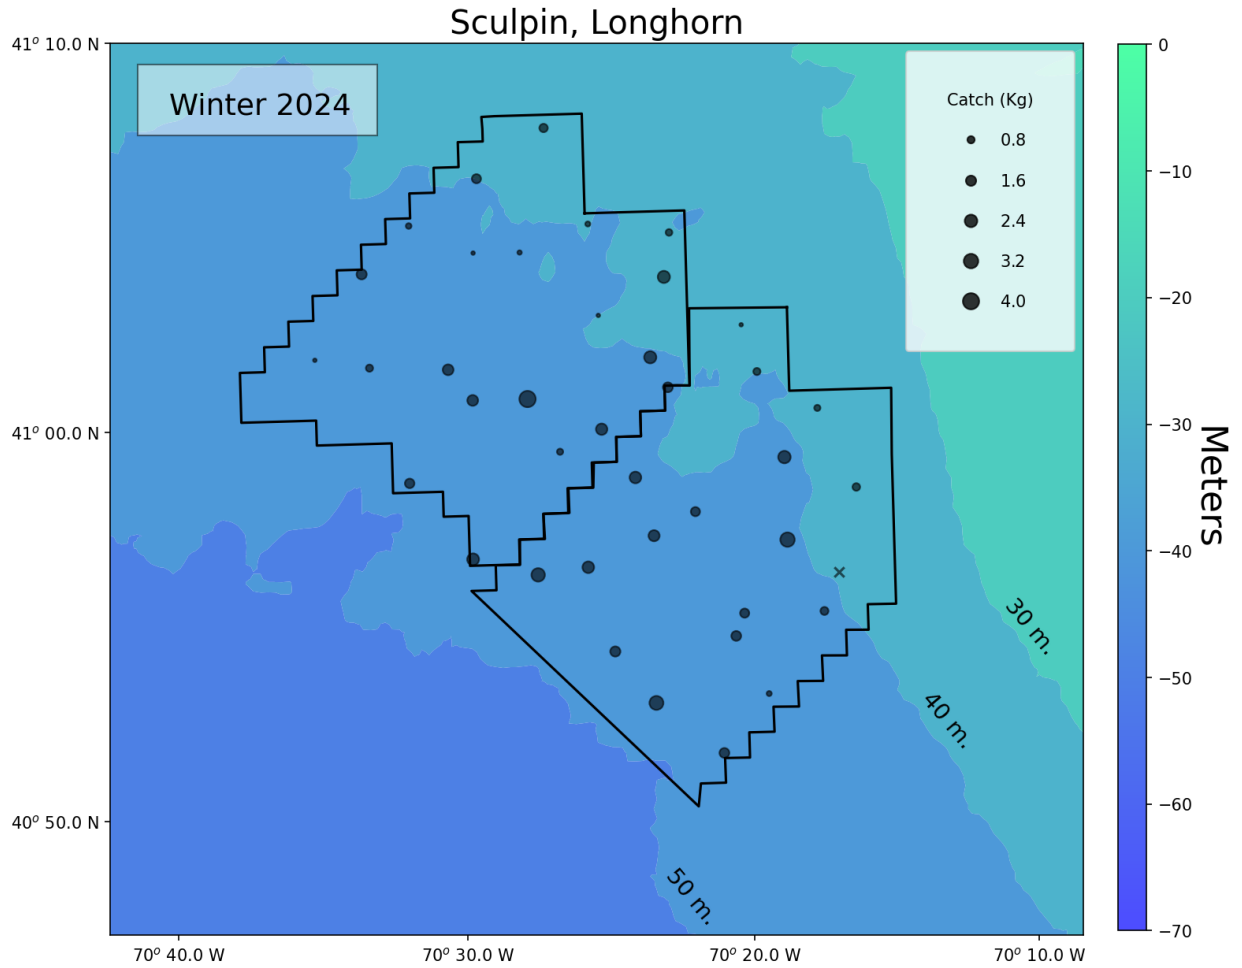 Sculpin, Longhorn
41° 10.0 N
Winter 2024
Catch (Kg)
0.8
1.6
2.4
3.2
4.0
41° 00.0 N
40° 50.0 N
30 m.
40 m.
50 m.
70° 40.0 W
70° 30.0 W
70° 20.0 W
70° 10.0 W
0
−10
−20
−30
−40
−50
−60
−70
Meters